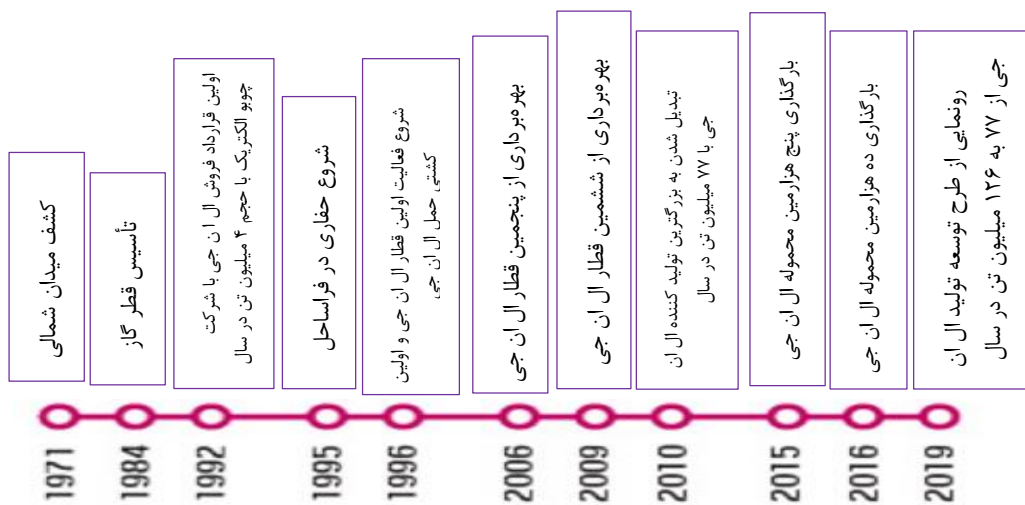 کشف میدان شمالی
تأسیس قطر گاز
اولین قرارداد فروش ال ان جی با شرکت
چوبو الکتریک با حجم ۴ میلیون تن در سال
شروع حفاری در فراساحل
شروع فعالیت اولین قطار ال ان جی و اولین
کشتی حمل ال ان جی
بهره‌برداری از پنجمین قطار ال ان جی
بهره‌برداری از ششمین قطار ال ان جی
تبدیل شدن به بزرگترین تولید کننده ال ان
جی با ۷۷ میلیون تن در سال
بارگذاری پنج هزارمین محموله ال ان جی
بارگذاری ده هزارمین محموله ال ان جی
رونمایی از طرح توسعه تولید ال ان
جی از ۷۷ به ۱۲۶ میلیون تن در سال
1971
1984
1992
1995
1996
2006
2009
2010
2015
2016
2019